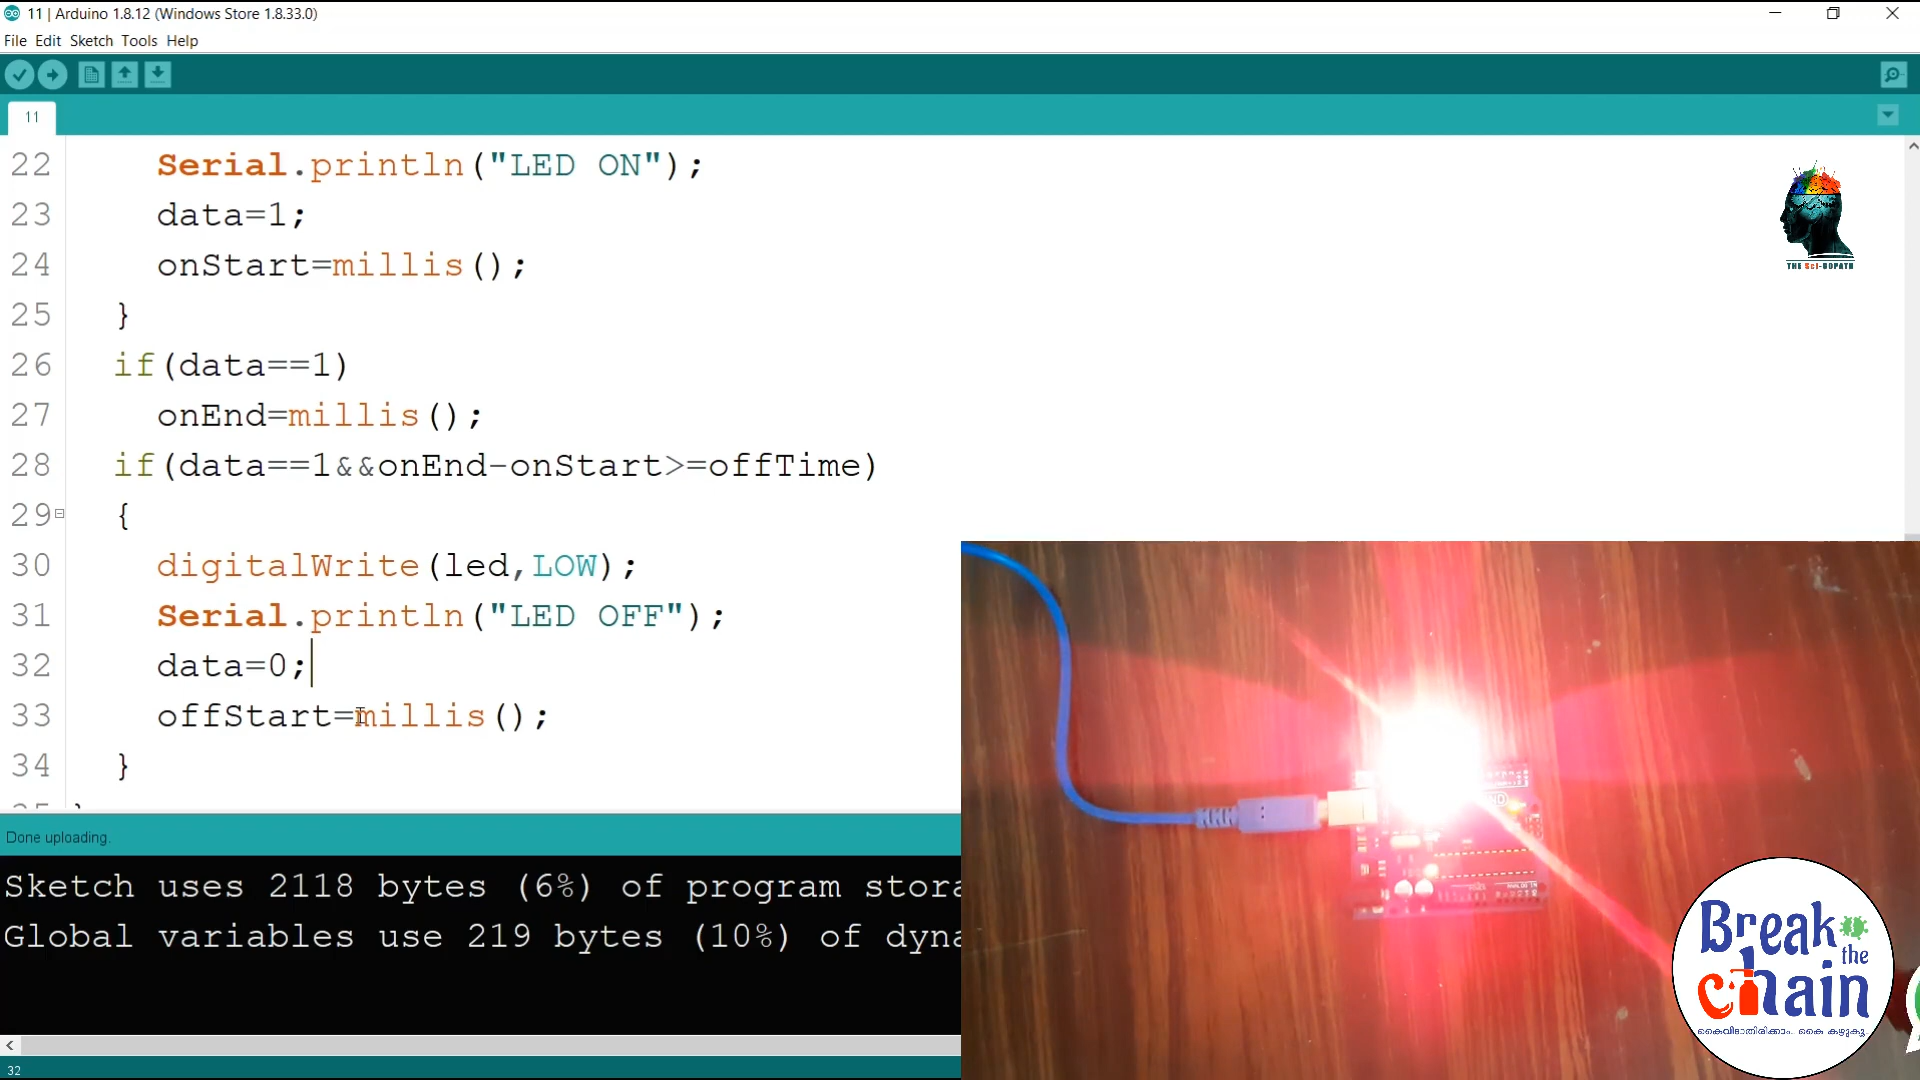 11 | Arduino 1.8.12 (Windows Store 1.8.33.0)
File Edit Sketch Tools Help
11
22 Serial.println("LED ON");
23 data=1;
24 onStart=millis();
25 }
26 if(data==1)
27 onEnd=millis();
28 if(data==1&&onEnd-onStart>=offTime)
29 {
30 digitalWrite(led,LOW);
31 Serial.println("LED OFF");
32 data=0;
33 offStart=millis();
34 }
THE Sci-UOPATH
Done uploading.
Sketch uses 2118 bytes (6%) of program stora
Global variables use 219 bytes (10%) of dyna
Break
the
chain
കൈവിടാതിരിക്കാം.. കൈ കഴുകൂ..
32